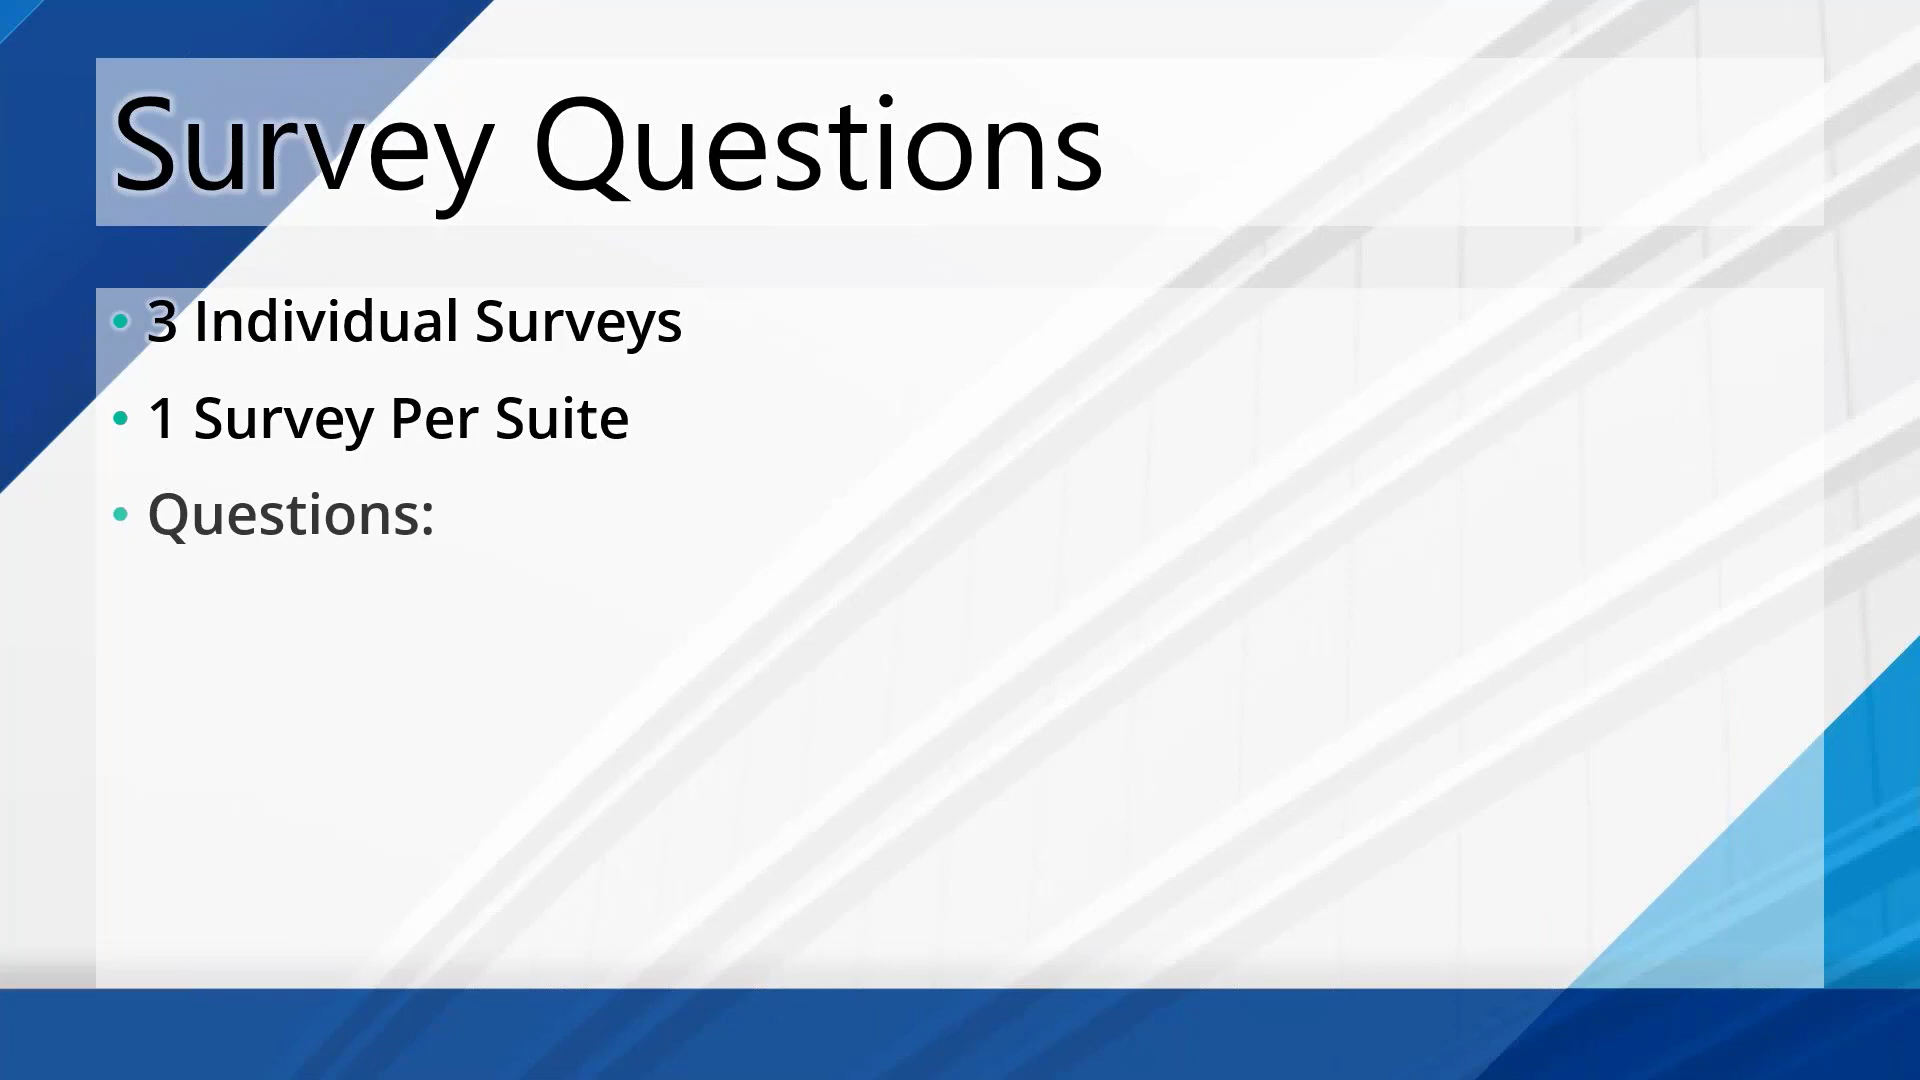 Survey Questions
• 3 Individual Surveys
• 1 Survey Per Suite
• Questions: